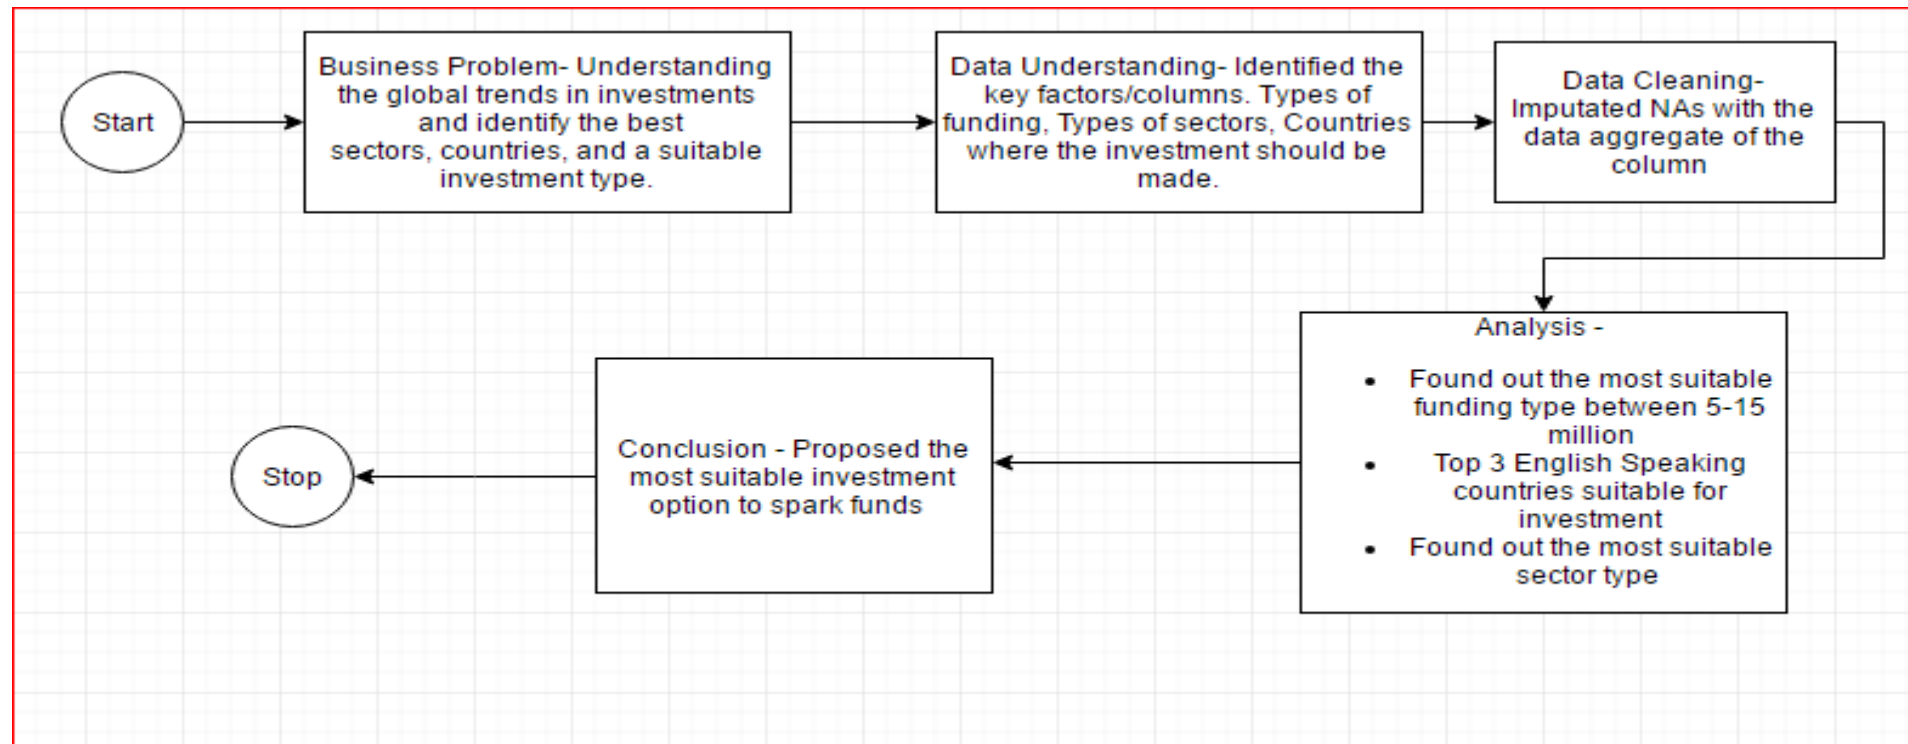 Start
Business Problem- Understanding
the global trends in investments
and identify the best
sectors, countries, and a suitable
investment type.
Data Understanding- Identified the
key factors/columns. Types of
funding, Types of sectors, Countries
where the investment should be
made.
Data Cleaning-
Imputated NAs with the
data aggregate of the
column
Analysis -
• Found out the most suitable
funding type between 5-15
million
• Top 3 English Speaking
countries suitable for
investment
• Found out the most suitable
sector type
Conclusion - Proposed the
most suitable investment
option to spark funds
Stop